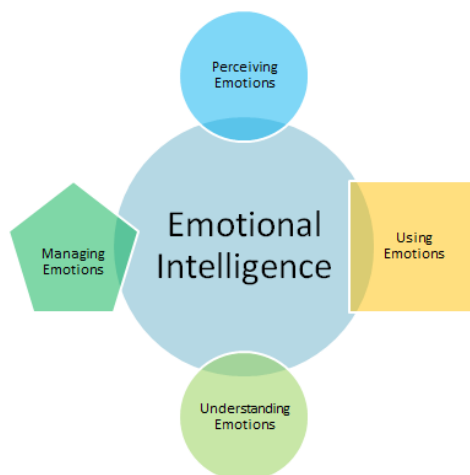 Perceiving
Emotions
Emotional
Intelligence
Using
Emotions
Managing
Emotions
Understanding
Emotions